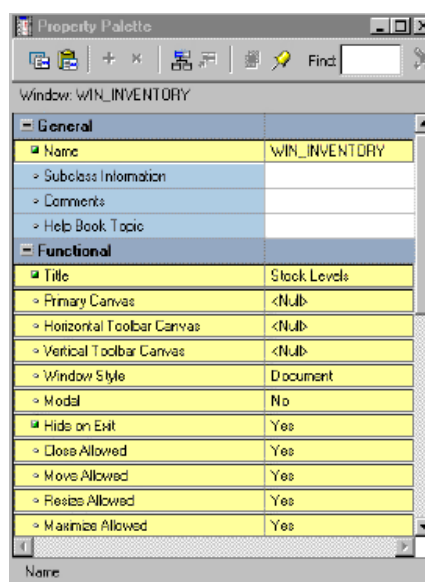 Property Palette
Find:
Window: WIN_INVENTORY
General
Name WIN_INVENTORY
Subclass Information
Comments
Help Book Topic
Functional
Title Stock Levels
Primary Canvas <Null>
Horizontal Toolbar Canvas <Null>
Vertical Toolbar Canvas <Null>
Window Style Document
Modal No
Hide on Exit Yes
Close Allowed Yes
Move Allowed Yes
Resize Allowed Yes
Maximize Allowed Yes
Name